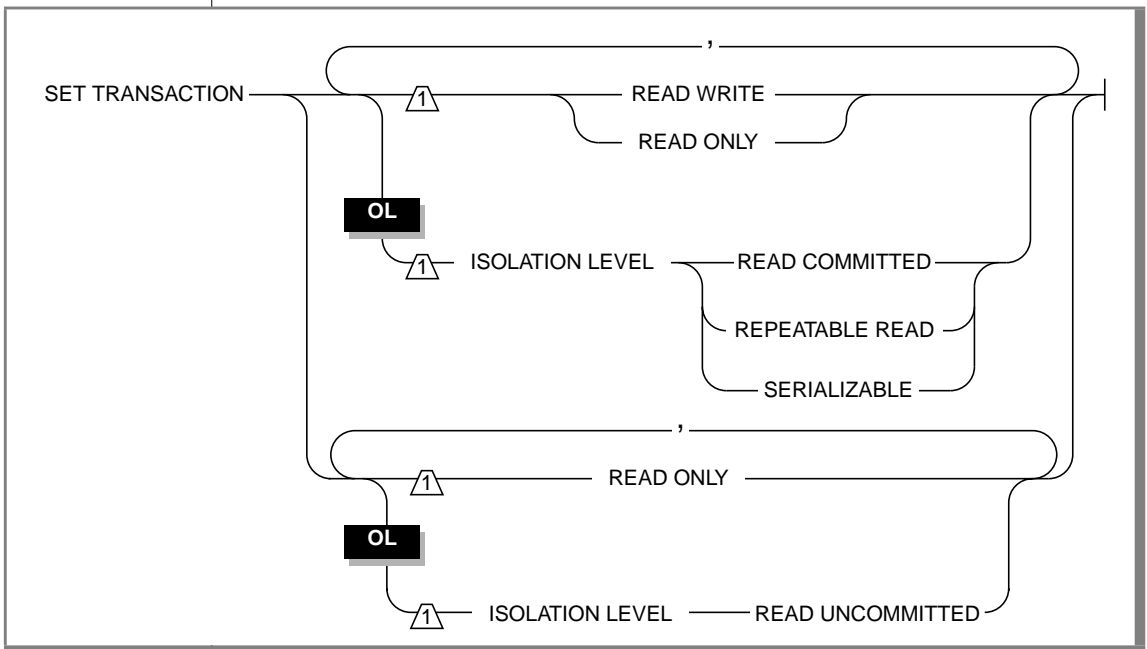 ,
SET TRANSACTION 1 READ WRITE
READ ONLY
OL
1 ISOLATION LEVEL READ COMMITTED
REPEATABLE READ
SERIALIZABLE
,
1 READ ONLY
OL
1 ISOLATION LEVEL READ UNCOMMITTED